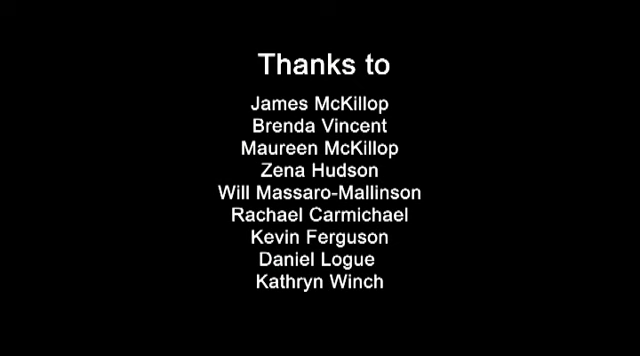 Thanks to
James McKillop
Brenda Vincent
Maureen McKillop
Zena Hudson
Will Massaro-Mallinson
Rachael Carmichael
Kevin Ferguson
Daniel Logue
Kathryn Winch